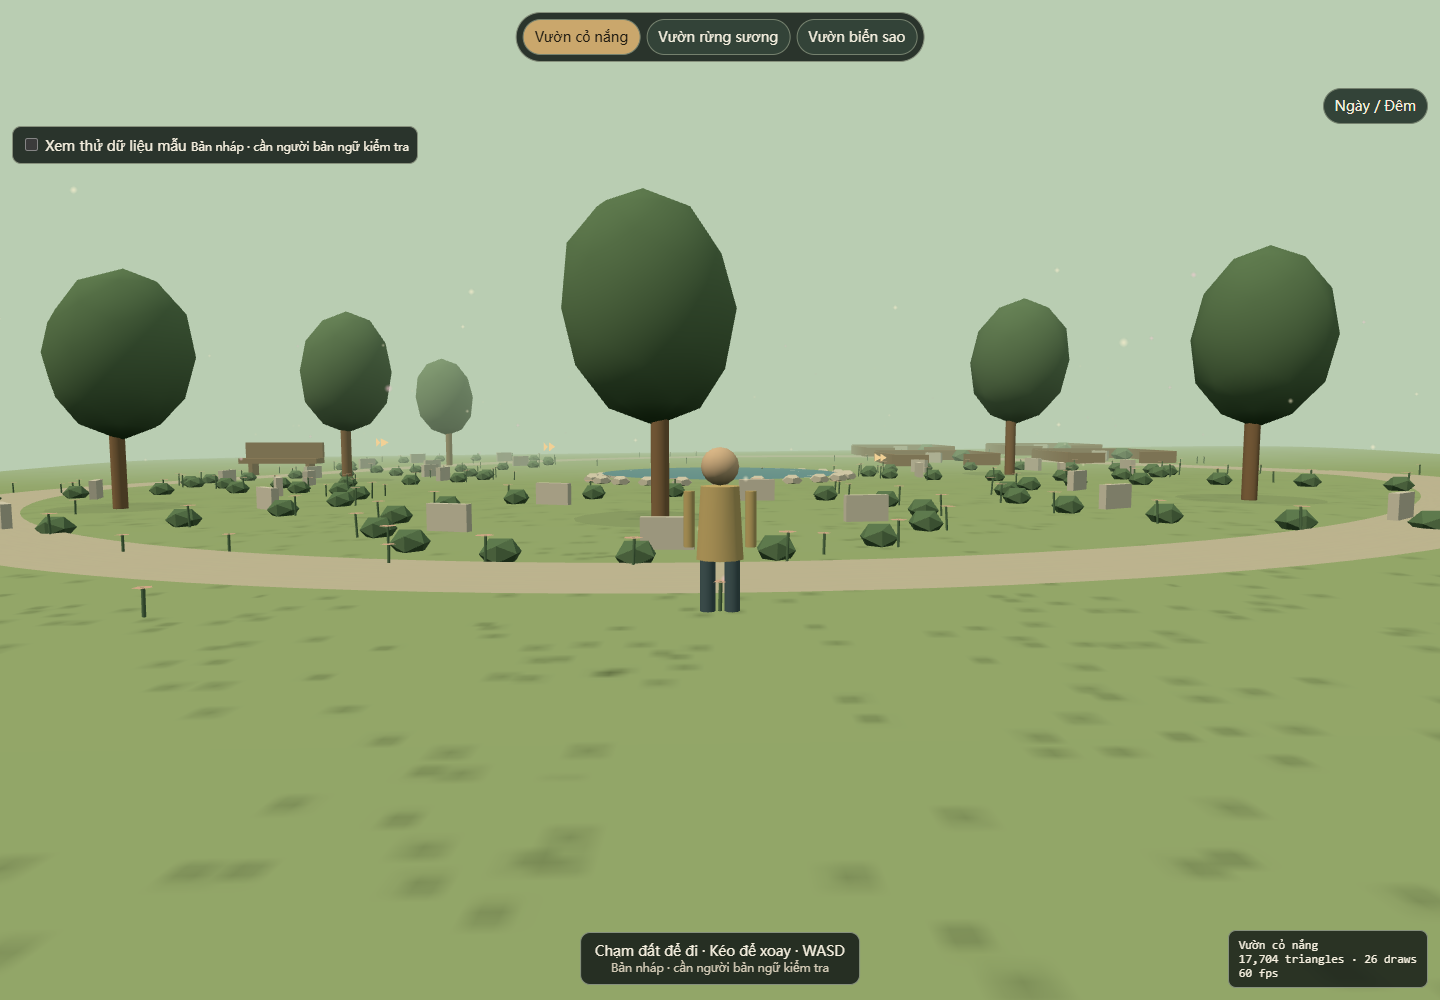 Vườn cỏ nắng
Vườn rừng sương
Vườn biển sao
Ngày / Đêm
Xem thử dữ liệu mẫu Bản nháp · cần người bản ngữ kiểm tra
Chạm đất để đi · Kéo để xoay · WASD
Bản nháp · cần người bản ngữ kiểm tra
Vườn cỏ nắng
17,704 triangles · 26 draws
60 fps